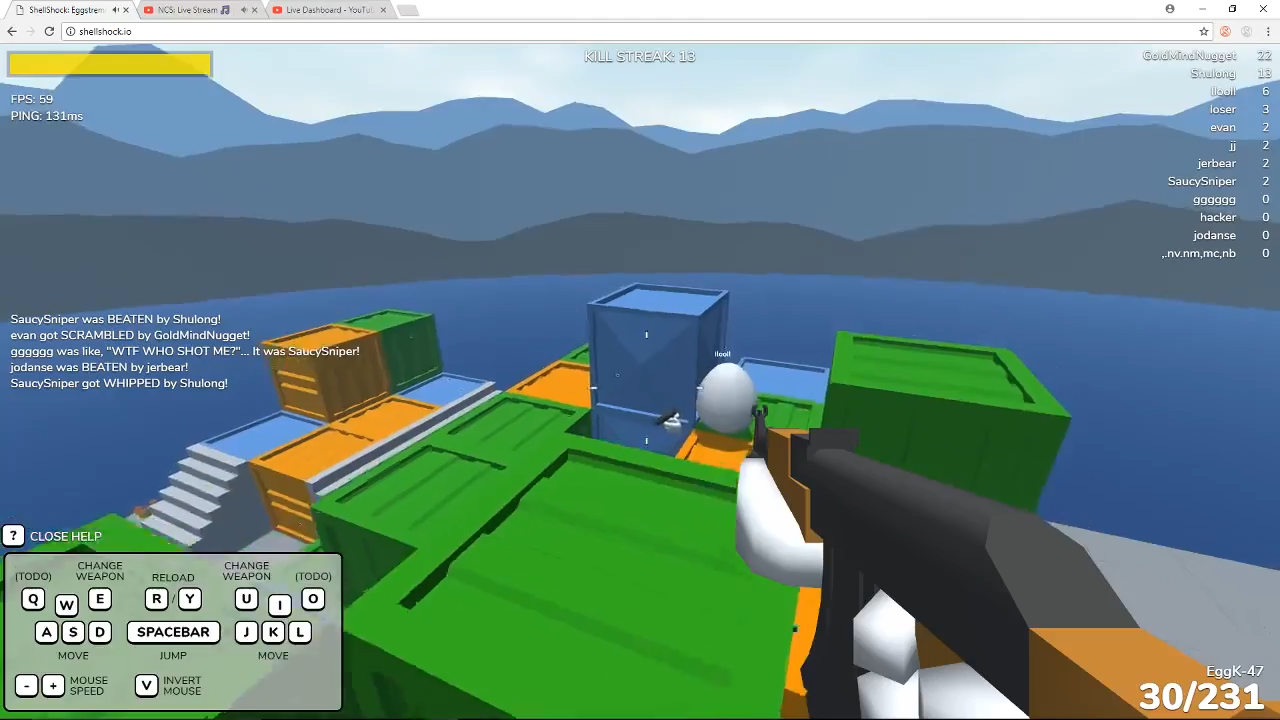 ShellShock: Eggstrem
NCS: Live Stream
Live Dashboard - YouTu
shellshock.io
KILL STREAK: 13
FPS: 59
PING: 131ms
GoldMindNugget 22
Shulong 13
llooll 6
loser 3
evan 2
jj 2
jerbear 2
SaucySniper 2
gggggg 0
hacker 0
jodanse 0
,.nv.nm,mc,nb 0
SaucySniper was BEATEN by Shulong!
evan got SCRAMBLED by GoldMindNugget!
gggggg was like, "WTF WHO SHOT ME?"... It was SaucySniper!
jodanse was BEATEN by jerbear!
SaucySniper got WHIPPED by Shulong!
llooll
? CLOSE HELP
(TODO) CHANGE WEAPON RELOAD CHANGE WEAPON (TODO)
Q W E R / Y U I O
A S D SPACEBAR J K L
MOVE JUMP MOVE
- + MOUSE SPEED V INVERT MOUSE
EggK-47
30/231